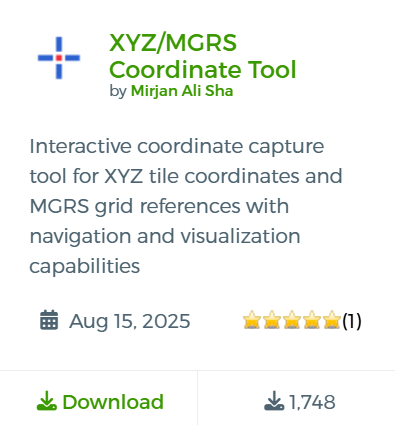 XYZ/MGRS
Coordinate Tool
by Mirjan Ali Sha
Interactive coordinate capture
tool for XYZ tile coordinates and
MGRS grid references with
navigation and visualization
capabilities
Aug 15, 2025 (1)
Download 1,748